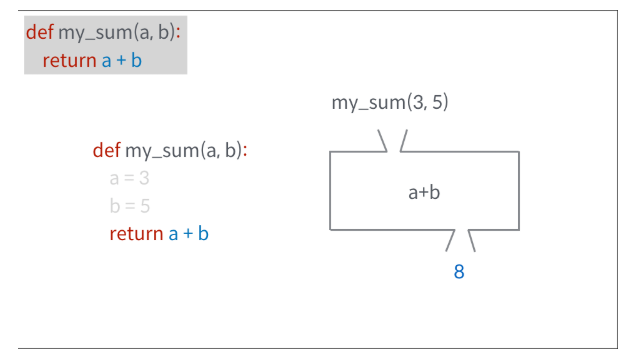 def my_sum(a, b):
return a + b
my_sum(3, 5)
def my_sum(a, b):
a = 3
b = 5
return a + b
a+b
8